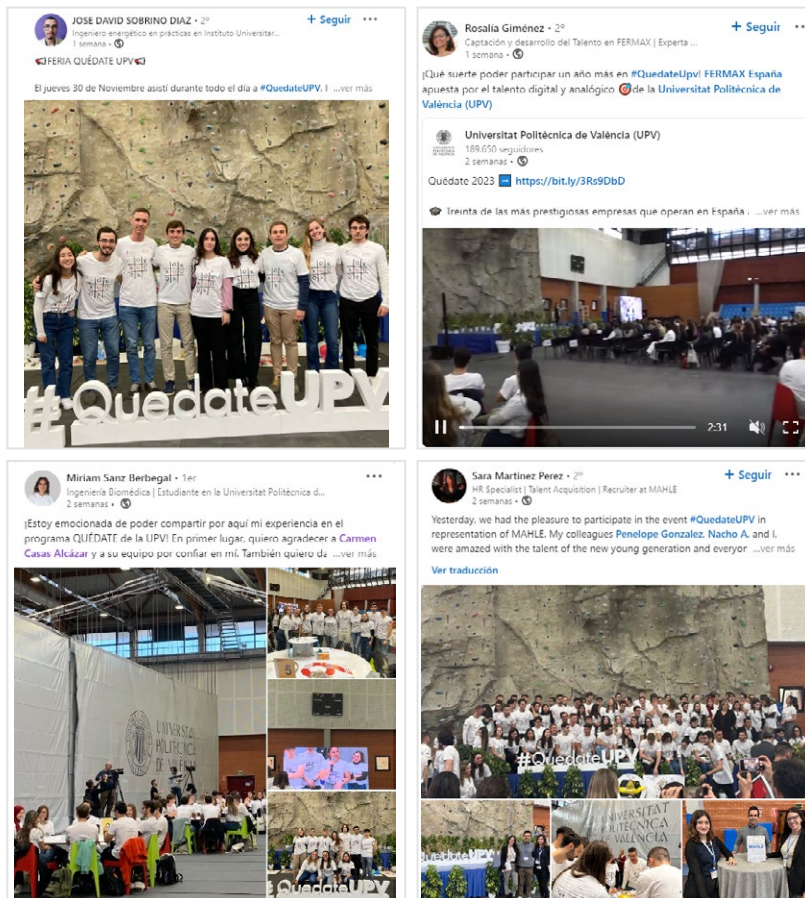 JOSE DAVID SOBRINO DIAZ • 2º
+ Seguir
Ingeniero energético en prácticas en Instituto Universitar...
1 semana •
FERIA QUÉDATE UPV
El jueves 30 de Noviembre asistí durante todo el día a #QuedateUPV. I ...ver más
#QuedateUPV
Rosalía Giménez • 2º
+ Seguir
Captación y desarrollo del Talento en FERMAX | Experta ...
1 semana •
¡Qué suerte poder participar un año más en #QuedateUpv! FERMAX España
apuesta por el talento digital y analógico de la Universitat Politècnica de
València (UPV)
Universitat Politècnica de València (UPV)
189.650 seguidores
2 semanas •
Quédate 2023 https://bit.ly/3Rs9DbD
Treinta de las más prestigiosas empresas que operan en España ...ver más
2:31
Miriam Sanz Berbegal • 1er
Ingeniería Biomédica | Estudiante en la Universitat Politècnica d...
2 semanas •
¡Estoy emocionada de poder compartir por aquí mi experiencia en el
programa QUÉDATE de la UPV! En primer lugar, quiero agradecer a Carmen
Casas Alcázar y a su equipo por confiar en mí. También quiero da ...ver más
UNIVERSITAT
POLITÈCNICA
DE VALÈNCIA
5
#QuedateUPV
Sara Martínez Perez • 2º
+ Seguir
HR Specialist | Talent Acquisition | Recruiter at MAHLE
2 semanas •
Yesterday, we had the pleasure to participate in the event #QuedateUPV in
representation of MAHLE. My colleagues Penelope Gonzalez, Nacho A. and I,
were amazed with the talent of the new young generation and everyor ...ver más
Ver traducción
#QuedateUPV
QuedateUPV
UNIVERSITAT
POLITÈCNICA
DE VALÈNCIA
MAHLE